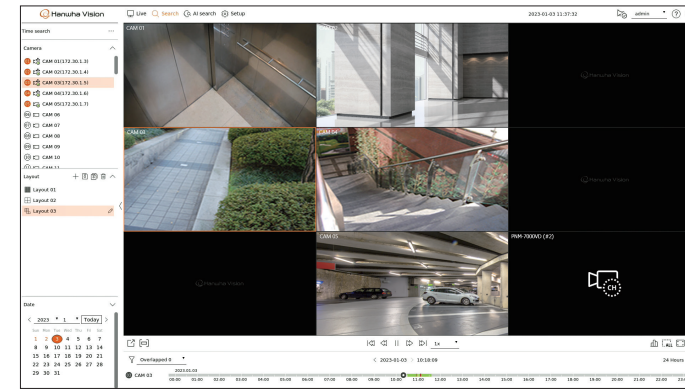 Hanwha Vision
Live
Search
AI search
Setup
2023-01-03 11:37:32
admin
Time search
Camera
CAM 01(172.30.1.3)
CAM 02(172.30.1.4)
CAM 03(172.30.1.5)
CAM 04(172.30.1.6)
CAM 05(172.30.1.7)
CAM 06
CAM 07
CAM 08
CAM 09
CAM 10
CAM 11
Layout
Layout 01
Layout 02
Layout 03
Date
2023 1 Today
Sun Mon Tue Wed Thu Fri Sat
1 2 3 4 5 6 7
8 9 10 11 12 13 14
15 16 17 18 19 20 21
22 23 24 25 26 27 28
29 30 31
CAM 01
Hanwha Vision
CAM 03
CAM 04
Hanwha Vision
Hanwha Vision
CAM 05
PNM-7000VD (#2)
CH
1x
ALL
Overlapped 0
2023-01-03 | 10:18:09
24 Hours
CAM 03
2023.01.03
00:00 01:00 02:00 03:00 04:00 05:00 06:00 07:00 08:00 09:00 10:00 11:00 12:00 13:00 14:00 15:00 16:00 17:00 18:00 19:00 20:00 21:00 22:00